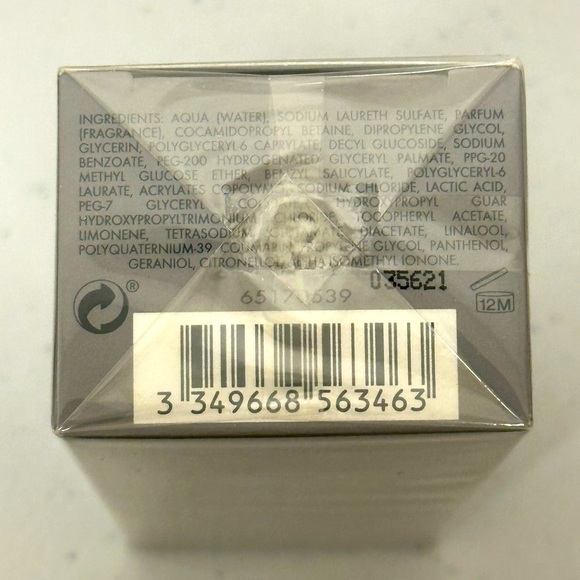 INGREDIENTS: AQUA (WATER), SODIUM LAURETH SULFATE, PARFUM
(FRAGRANCE), COCAMIDOPROPYL BETAINE, DIPROPYLENE GLYCOL,
GLYCERIN, POLYGLYCERYL-6 CAPRYLATE, DECYL GLUCOSIDE, SODIUM
BENZOATE, PEG-200 HYDROGENATED GLYCERYL PALMATE, PPG-20
METHYL GLUCOSE ETHER, BENZYL SALICYLATE, POLYGLYCERYL-6
LAURATE, ACRYLATES COPOLYMER, SODIUM CHLORIDE, LACTIC ACID,
PEG-7 GLYCERYL HYDROXYPROPYL GUAR
HYDROXYPROPYLTRIMONIUM CHLORIDE, TOCOPHERYL ACETATE,
LIMONENE, TETRASODIUM DIACETATE, LINALOOL,
POLYQUATERNIUM-39, COUMARIN, PROPYLENE GLYCOL, PANTHENOL,
GERANIOL, CITRONELLOL, ALPHA ISOMETHYL IONONE.
035621
®
12M
3 349668 563463